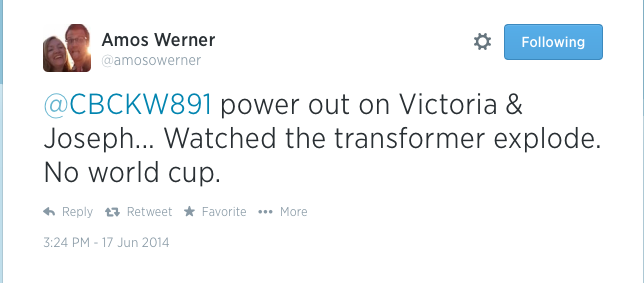 Amos Werner
@amosowerner
Following
@CBCKW891 power out on Victoria &
Joseph... Watched the transformer explode.
No world cup.
Reply Retweet Favorite ••• More
3:24 PM - 17 Jun 2014